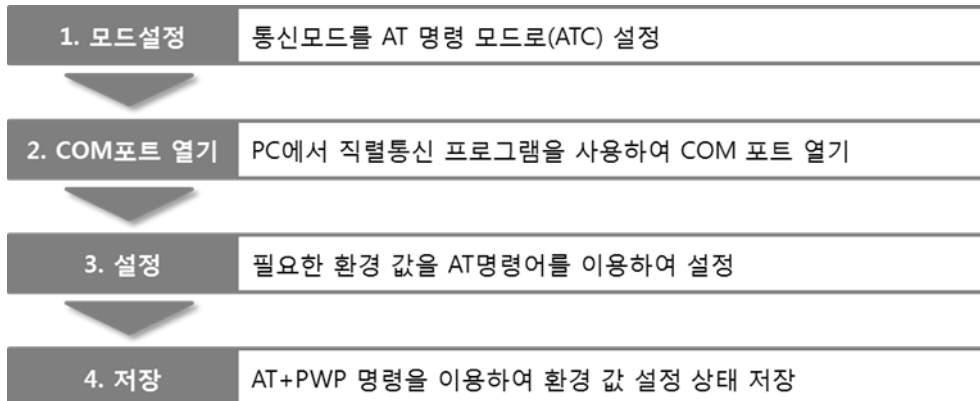 1. 모드설정 통신모드를 AT 명령 모드로(ATC) 설정
2. COM포트 열기 PC에서 직렬통신 프로그램을 사용하여 COM 포트 열기
3. 설정 필요한 환경 값을 AT명령어를 이용하여 설정
4. 저장 AT+PWP 명령을 이용하여 환경 값 설정 상태 저장